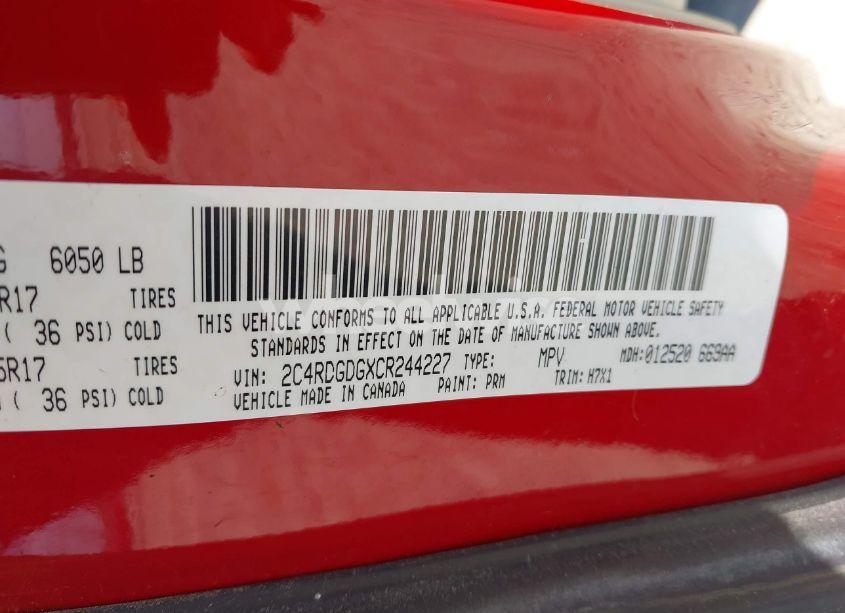 G 6050 LB
R17 TIRES
( 36 PSI) COLD
5R17 TIRES
( 36 PSI) COLD
THIS VEHICLE CONFORMS TO ALL APPLICABLE U.S.A. FEDERAL MOTOR VEHICLE SAFETY
STANDARDS IN EFFECT ON THE DATE OF MANUFACTURE SHOWN ABOVE.
VIN: 2C4RDGDGXCR244227 TYPE: MPV MDH:012520 669AA
VEHICLE MADE IN CANADA PAINT: PRM TRIM: H7X1